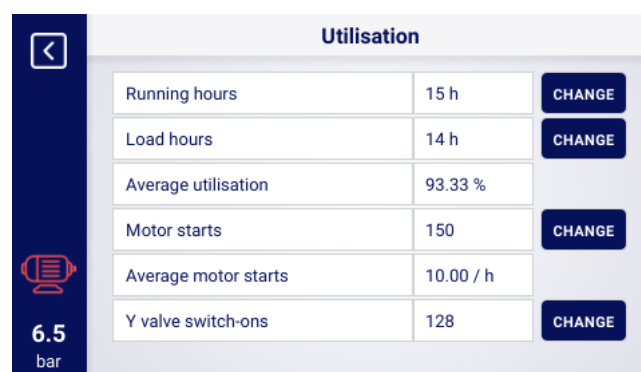 Utilisation
Running hours 15 h CHANGE
Load hours 14 h CHANGE
Average utilisation 93.33 %
Motor starts 150 CHANGE
Average motor starts 10.00 / h
Y valve switch-ons 128 CHANGE
6.5
bar